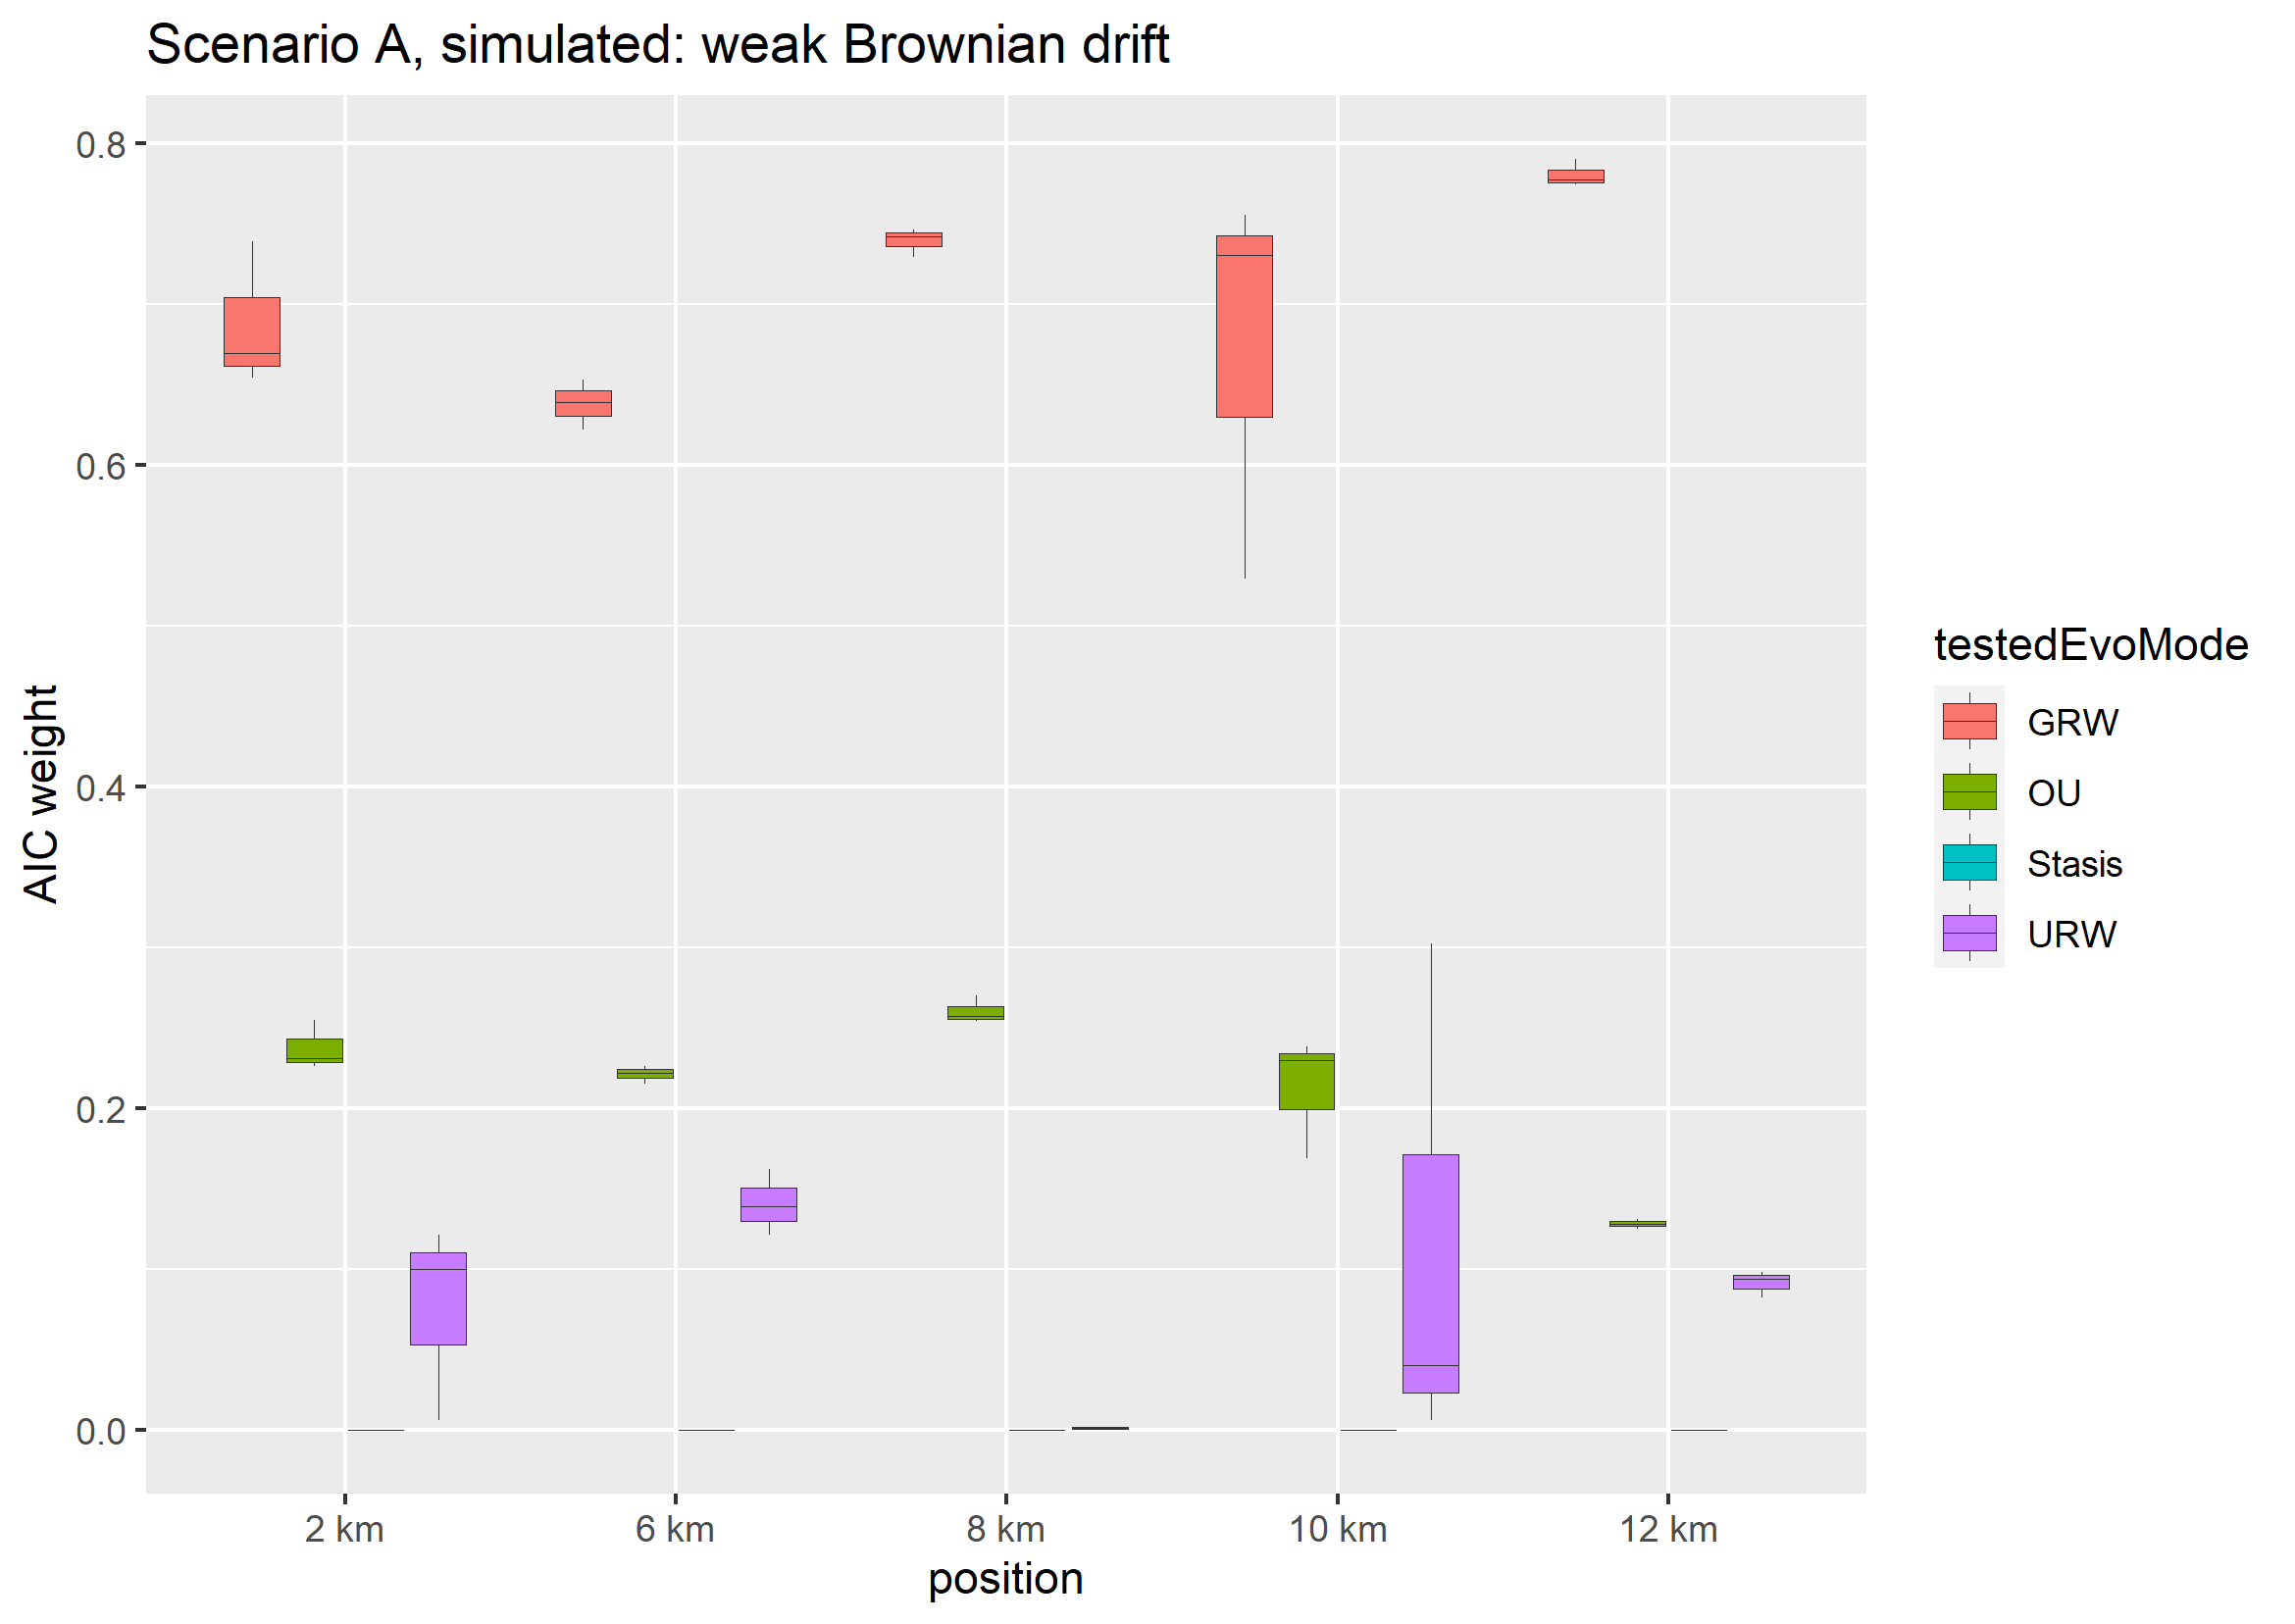 Scenario A, simulated: weak Brownian drift
0.8
0.6
0.4
0.2
0.0
AIC weight
2 km
6 km
8 km
10 km
12 km
position
testedEvoMode
GRW
OU
Stasis
URW